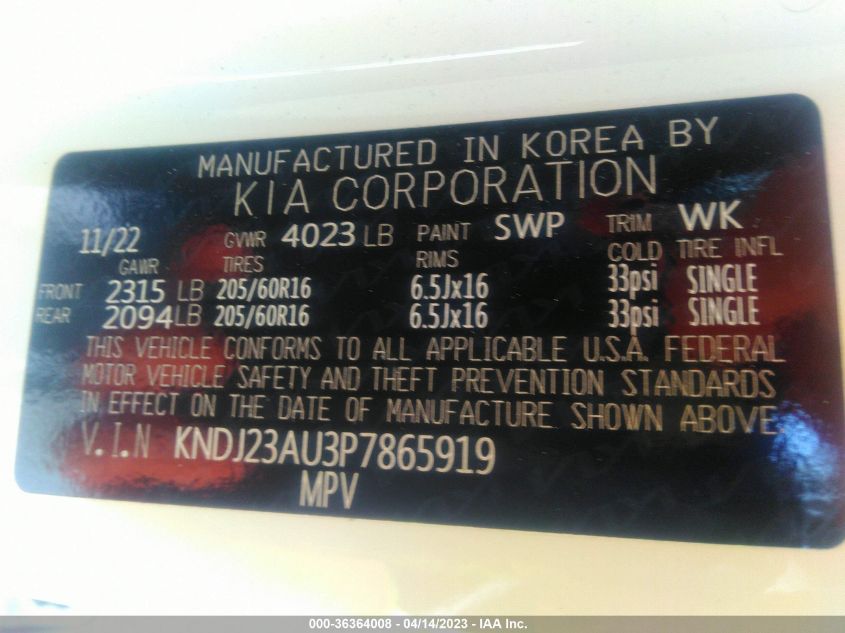 MANUFACTURED IN KOREA BY
KIA CORPORATION
11/22 GVWR 4023 LB PAINT SWP TRIM WK
GAWR TIRES RIMS COLD TIRE INFL
FRONT 2315 LB 205/60R16 6.5Jx16 33psi SINGLE
REAR 2094 LB 205/60R16 6.5Jx16 33psi SINGLE
THIS VEHICLE CONFORMS TO ALL APPLICABLE U.S.A. FEDERAL
MOTOR VEHICLE SAFETY AND THEFT PREVENTION STANDARDS
IN EFFECT ON THE DATE OF MANUFACTURE SHOWN ABOVE
V.I.N KNDJ23AU3P7865919
MPV
000-36364008 - 04/14/2023 - IAA Inc.